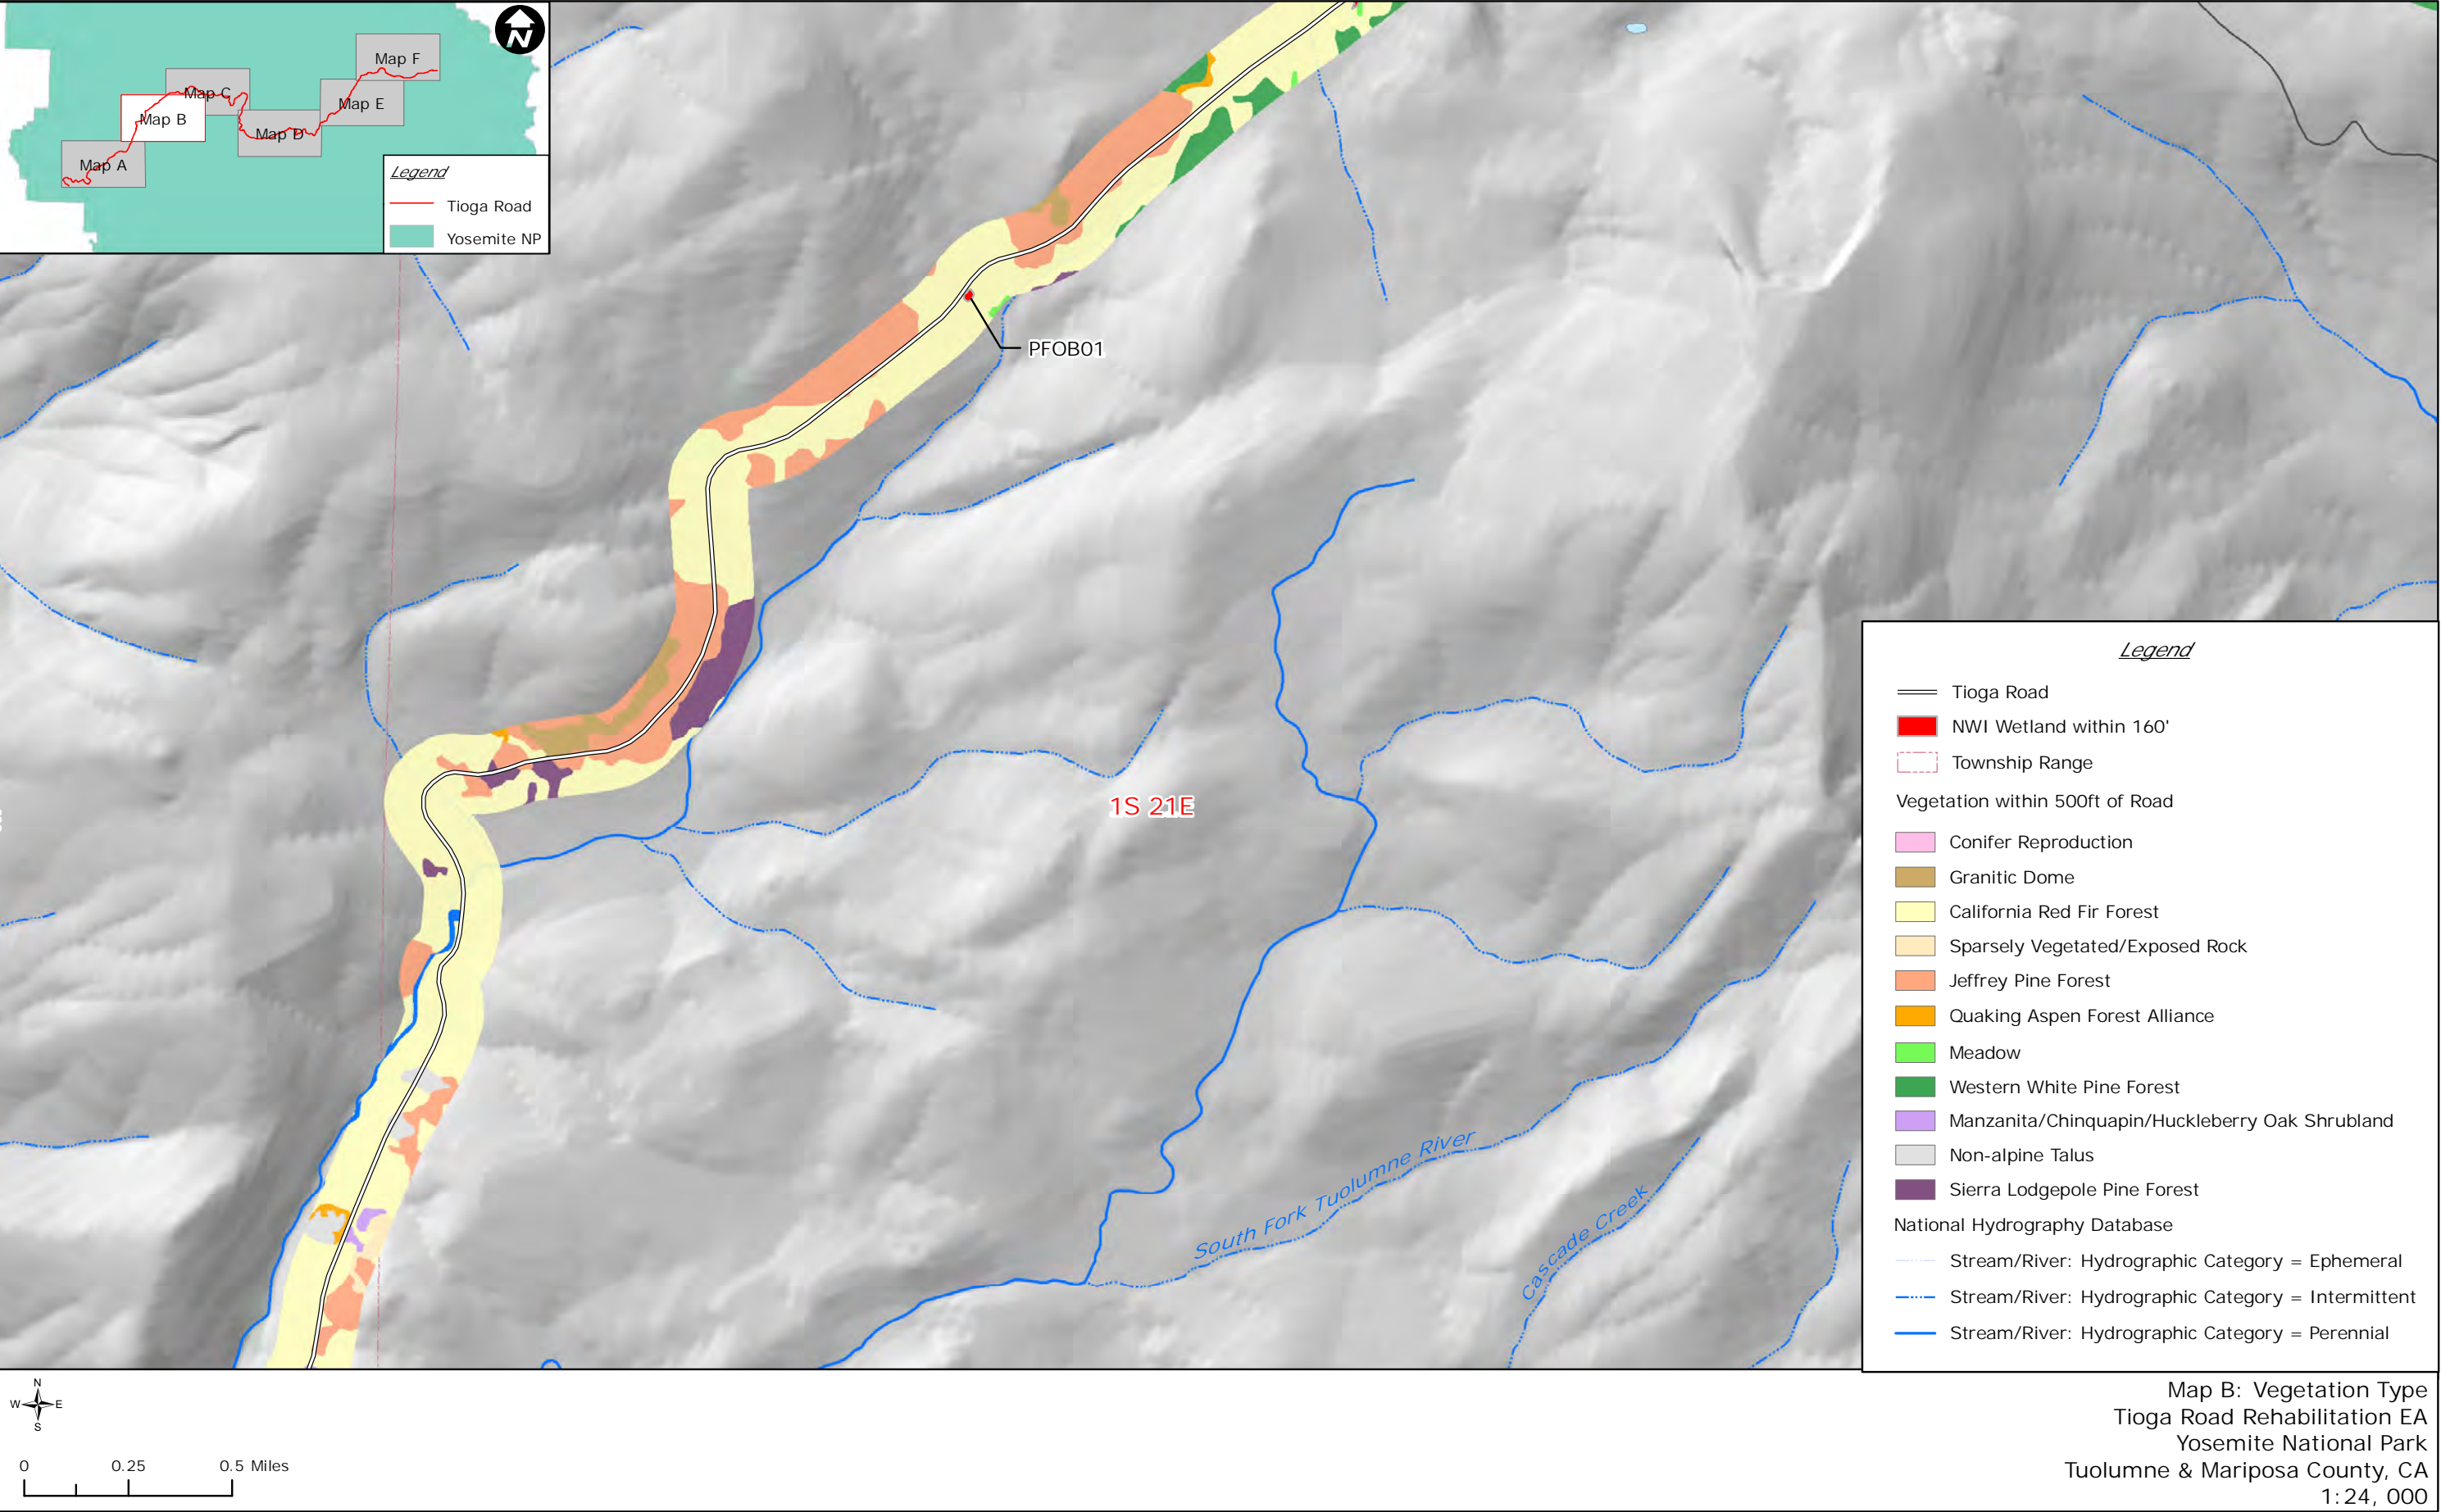 N
Map F
Map C
Map E
Map B
Map D
Map A
Legend
Tioga Road
Yosemite NP
PFOB01
1S 21E
South Fork Tuolumne River
Cascade Creek
Legend
Tioga Road
NWI Wetland within 160'
Township Range
Vegetation within 500ft of Road
Conifer Reproduction
Granitic Dome
California Red Fir Forest
Sparsely Vegetated/Exposed Rock
Jeffrey Pine Forest
Quaking Aspen Forest Alliance
Meadow
Western White Pine Forest
Manzanita/Chinquapin/Huckleberry Oak Shrubland
Non-alpine Talus
Sierra Lodgepole Pine Forest
National Hydrography Database
Stream/River: Hydrographic Category = Ephemeral
Stream/River: Hydrographic Category = Intermittent
Stream/River: Hydrographic Category = Perennial
N
W E
S
0 0.25 0.5 Miles
Map B: Vegetation Type
Tioga Road Rehabilitation EA
Yosemite National Park
Tuolumne & Mariposa County, CA
1:24, 000